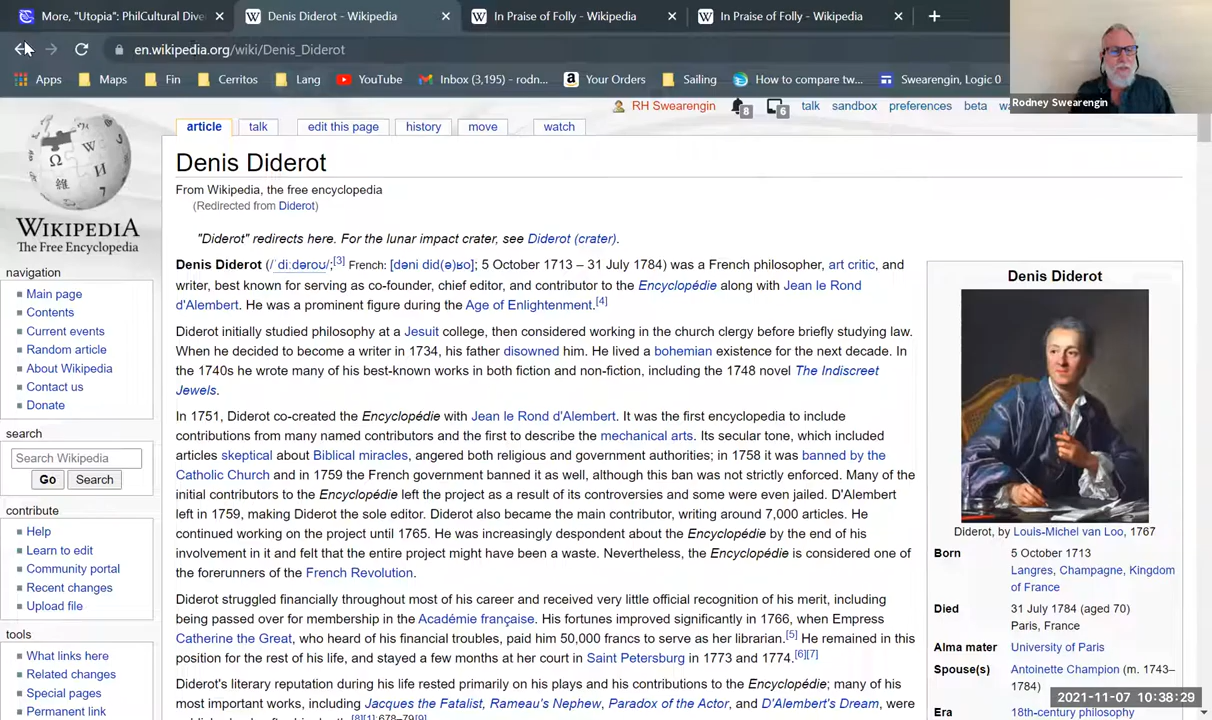 More, "Utopia": PhilCultural Dive
Denis Diderot - Wikipedia
In Praise of Folly - Wikipedia
In Praise of Folly - Wikipedia
en.wikipedia.org/wiki/Denis_Diderot
Apps
Maps
Fin
Cerritos
Lang
YouTube
Inbox (3,195) - rodn...
Your Orders
Sailing
How to compare tw...
Swearengin, Logic 0
Rodney Swearengin
RH Swearengin
8
6
talk
sandbox
preferences
beta
article
talk
edit this page
history
move
watch
WIKIPEDIA
The Free Encyclopedia
navigation
Main page
Contents
Current events
Random article
About Wikipedia
Contact us
Donate
search
Search Wikipedia
Go
Search
contribute
Help
Learn to edit
Community portal
Recent changes
Upload file
tools
What links here
Related changes
Special pages
Permanent link
Denis Diderot
From Wikipedia, the free encyclopedia
(Redirected from Diderot)
"Diderot" redirects here. For the lunar impact crater, see Diderot (crater).
Denis Diderot (/ˈdiːdəroʊ/;[3] French: [dəni did(ə)ʁo]; 5 October 1713 – 31 July 1784) was a French philosopher, art critic, and
writer, best known for serving as co-founder, chief editor, and contributor to the Encyclopédie along with Jean le Rond
d'Alembert. He was a prominent figure during the Age of Enlightenment.[4]
Diderot initially studied philosophy at a Jesuit college, then considered working in the church clergy before briefly studying law.
When he decided to become a writer in 1734, his father disowned him. He lived a bohemian existence for the next decade. In
the 1740s he wrote many of his best-known works in both fiction and non-fiction, including the 1748 novel The Indiscreet
Jewels.
In 1751, Diderot co-created the Encyclopédie with Jean le Rond d'Alembert. It was the first encyclopedia to include
contributions from many named contributors and the first to describe the mechanical arts. Its secular tone, which included
articles skeptical about Biblical miracles, angered both religious and government authorities; in 1758 it was banned by the
Catholic Church and in 1759 the French government banned it as well, although this ban was not strictly enforced. Many of the
initial contributors to the Encyclopédie left the project as a result of its controversies and some were even jailed. D'Alembert
left in 1759, making Diderot the sole editor. Diderot also became the main contributor, writing around 7,000 articles. He
continued working on the project until 1765. He was increasingly despondent about the Encyclopédie by the end of his
involvement in it and felt that the entire project might have been a waste. Nevertheless, the Encyclopédie is considered one of
the forerunners of the French Revolution.
Diderot struggled financially throughout most of his career and received very little official recognition of his merit, including
being passed over for membership in the Académie française. His fortunes improved significantly in 1766, when Empress
Catherine the Great, who heard of his financial troubles, paid him 50,000 francs to serve as her librarian.[5] He remained in this
position for the rest of his life, and stayed a few months at her court in Saint Petersburg in 1773 and 1774.[6][7]
Diderot's literary reputation during his life rested primarily on his plays and his contributions to the Encyclopédie; many of his
most important works, including Jacques the Fatalist, Rameau's Nephew, Paradox of the Actor, and D'Alembert's Dream, were
Denis Diderot
Diderot, by Louis-Michel van Loo, 1767
Born 5 October 1713
Langres, Champagne, Kingdom
of France
Died 31 July 1784 (aged 70)
Paris, France
Alma mater University of Paris
Spouse(s) Antoinette Champion (m. 1743–
1784)
Era 18th-century philosophy
2021-11-07 10:38:29